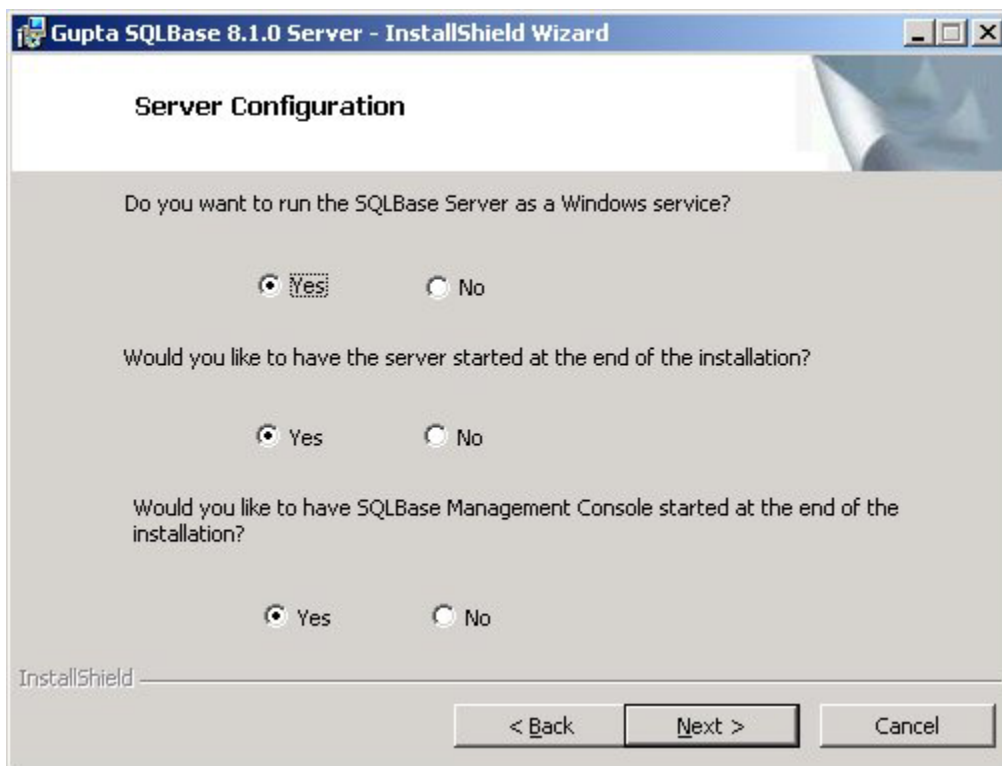 Gupta SQLBase 8.1.0 Server - InstallShield Wizard
Server Configuration
Do you want to run the SQLBase Server as a Windows service?
Yes No
Would you like to have the server started at the end of the installation?
Yes No
Would you like to have SQLBase Management Console started at the end of the
installation?
Yes No
InstallShield
< Back Next > Cancel